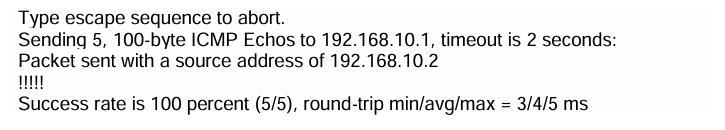 Type escape sequence to abort.
Sending 5, 100-byte ICMP Echos to 192.168.10.1, timeout is 2 seconds:
Packet sent with a source address of 192.168.10.2
!!!!!
Success rate is 100 percent (5/5), round-trip min/avg/max = 3/4/5 ms